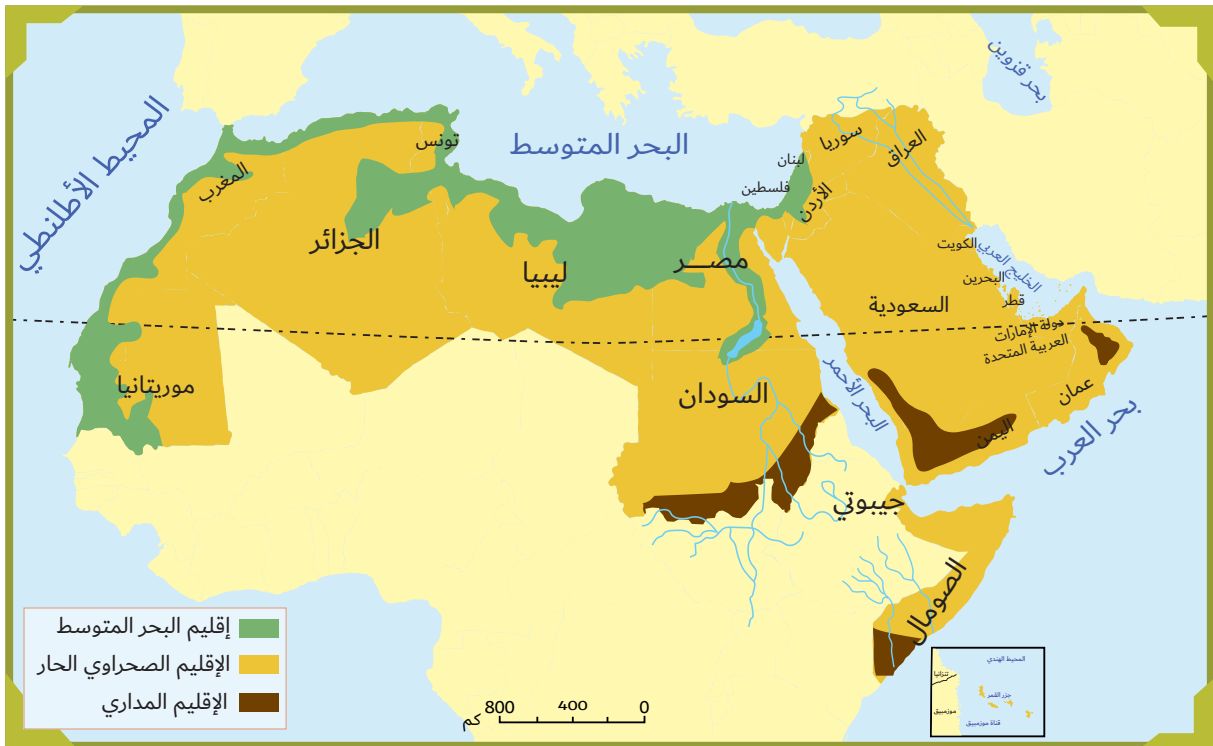 بحر قزوين
المحيط الأطلنطي
البحر المتوسط
تونس
سوريا
العراق
لبنان
فلسطين
الأردن
المغرب
الجزائر
ليبيا
مصـــر
الكويت
الخليج العربي
البحرين
قطر
السعودية
دولة الإمارات
العربية المتحدة
موريتانيا
السودان
البحر الأحمر
عمان
اليمن
بحر العرب
جيبوتي
الصومال
إقليم البحر المتوسط
الإقليم الصحراوي الحار
الإقليم المداري
كم 800 400 0
المحيط الهندي
تنزانيا
جزر القمر
موزمبيق
قناة موزمبيق